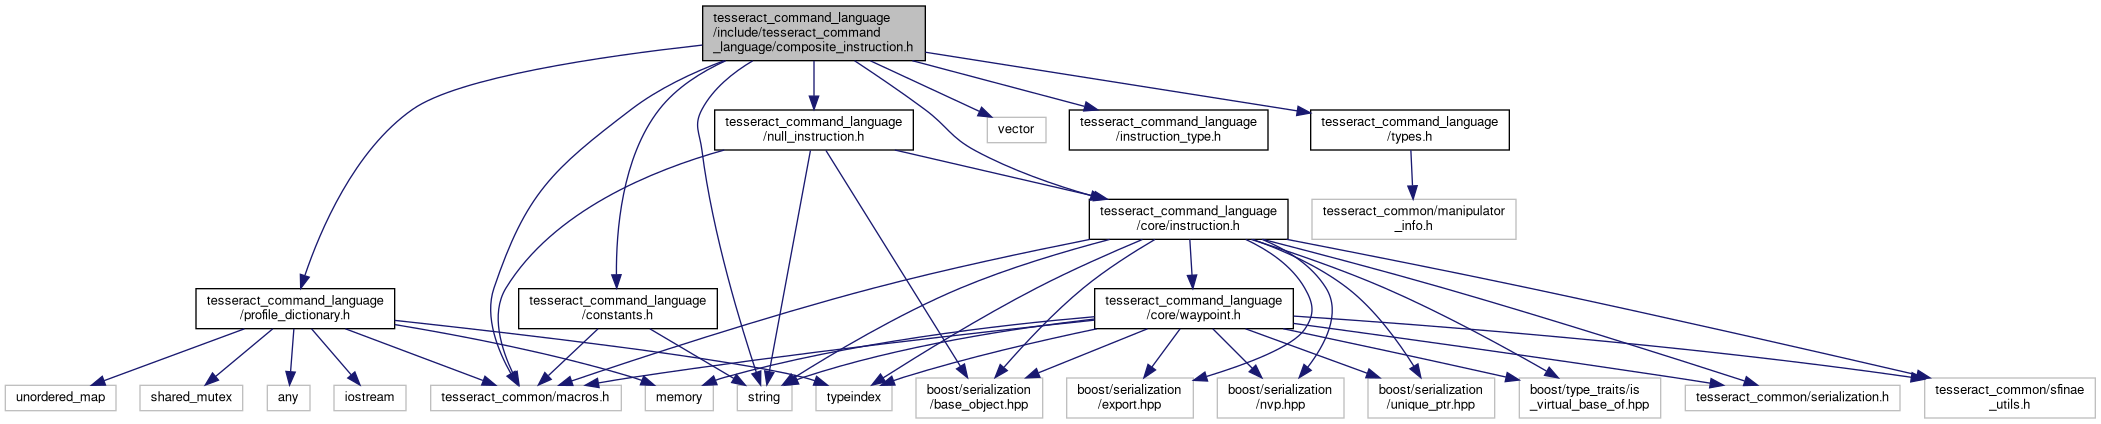 tesseract_command_language
/include/tesseract_command
_language/composite_instruction.h
tesseract_command_language
/null_instruction.h
vector
tesseract_command_language
/instruction_type.h
tesseract_command_language
/types.h
tesseract_command_language
/core/instruction.h
tesseract_common/manipulator
_info.h
tesseract_command_language
/profile_dictionary.h
tesseract_command_language
/constants.h
tesseract_command_language
/core/waypoint.h
unordered_map
shared_mutex
any
iostream
tesseract_common/macros.h
memory
string
typeindex
boost/serialization
/base_object.hpp
boost/serialization
/export.hpp
boost/serialization
/nvp.hpp
boost/serialization
/unique_ptr.hpp
boost/type_traits/is
_virtual_base_of.hpp
tesseract_common/serialization.h
tesseract_common/sfinae
_utils.h